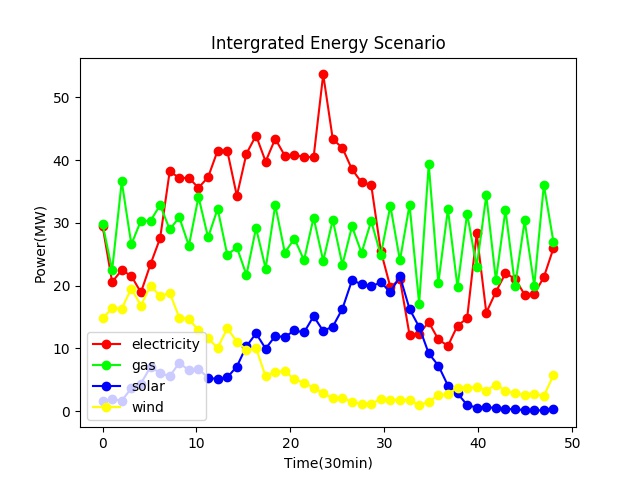 Intergrated Energy Scenario
Power(MW)
50
40
30
20
10
0
electricity
gas
solar
wind
0 10 20 30 40 50
Time(30min)